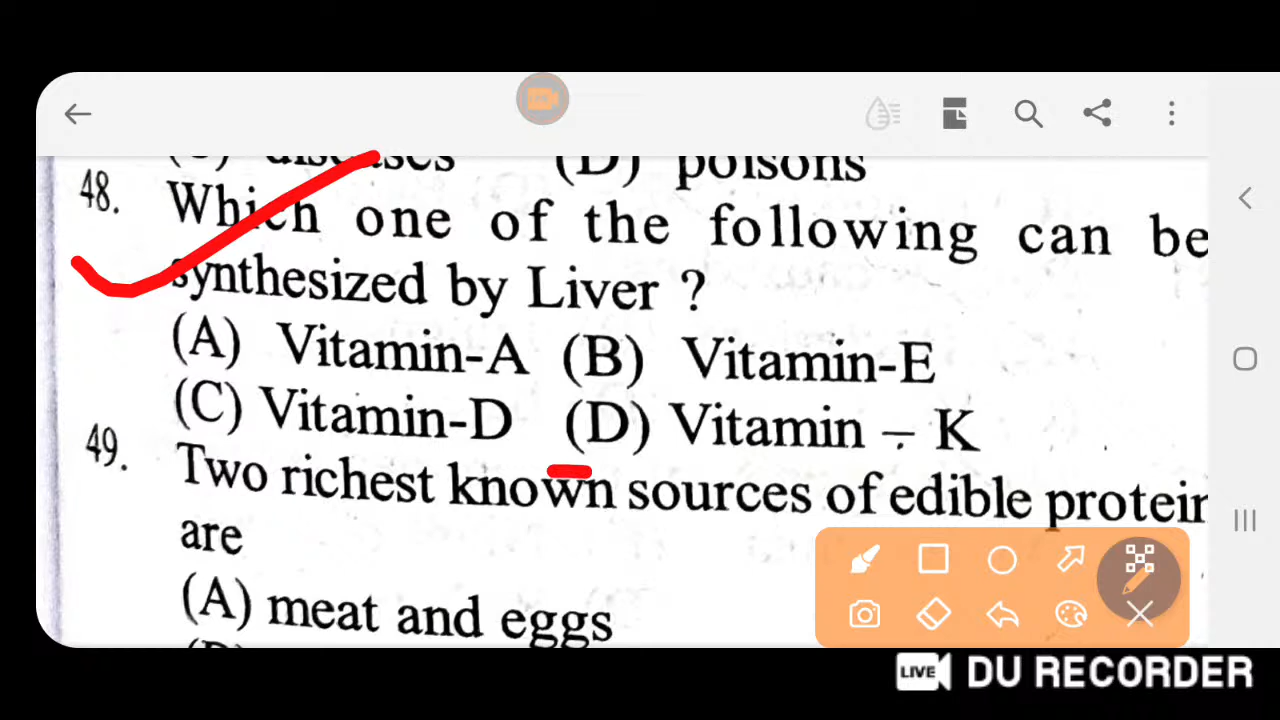 (C) diseases (D) poisons
48. Which one of the following can be
synthesized by Liver ?
(A) Vitamin-A (B) Vitamin-E
(C) Vitamin-D (D) Vitamin - K
49. Two richest known sources of edible protein
are
(A) meat and eggs
LIVE DU RECORDER